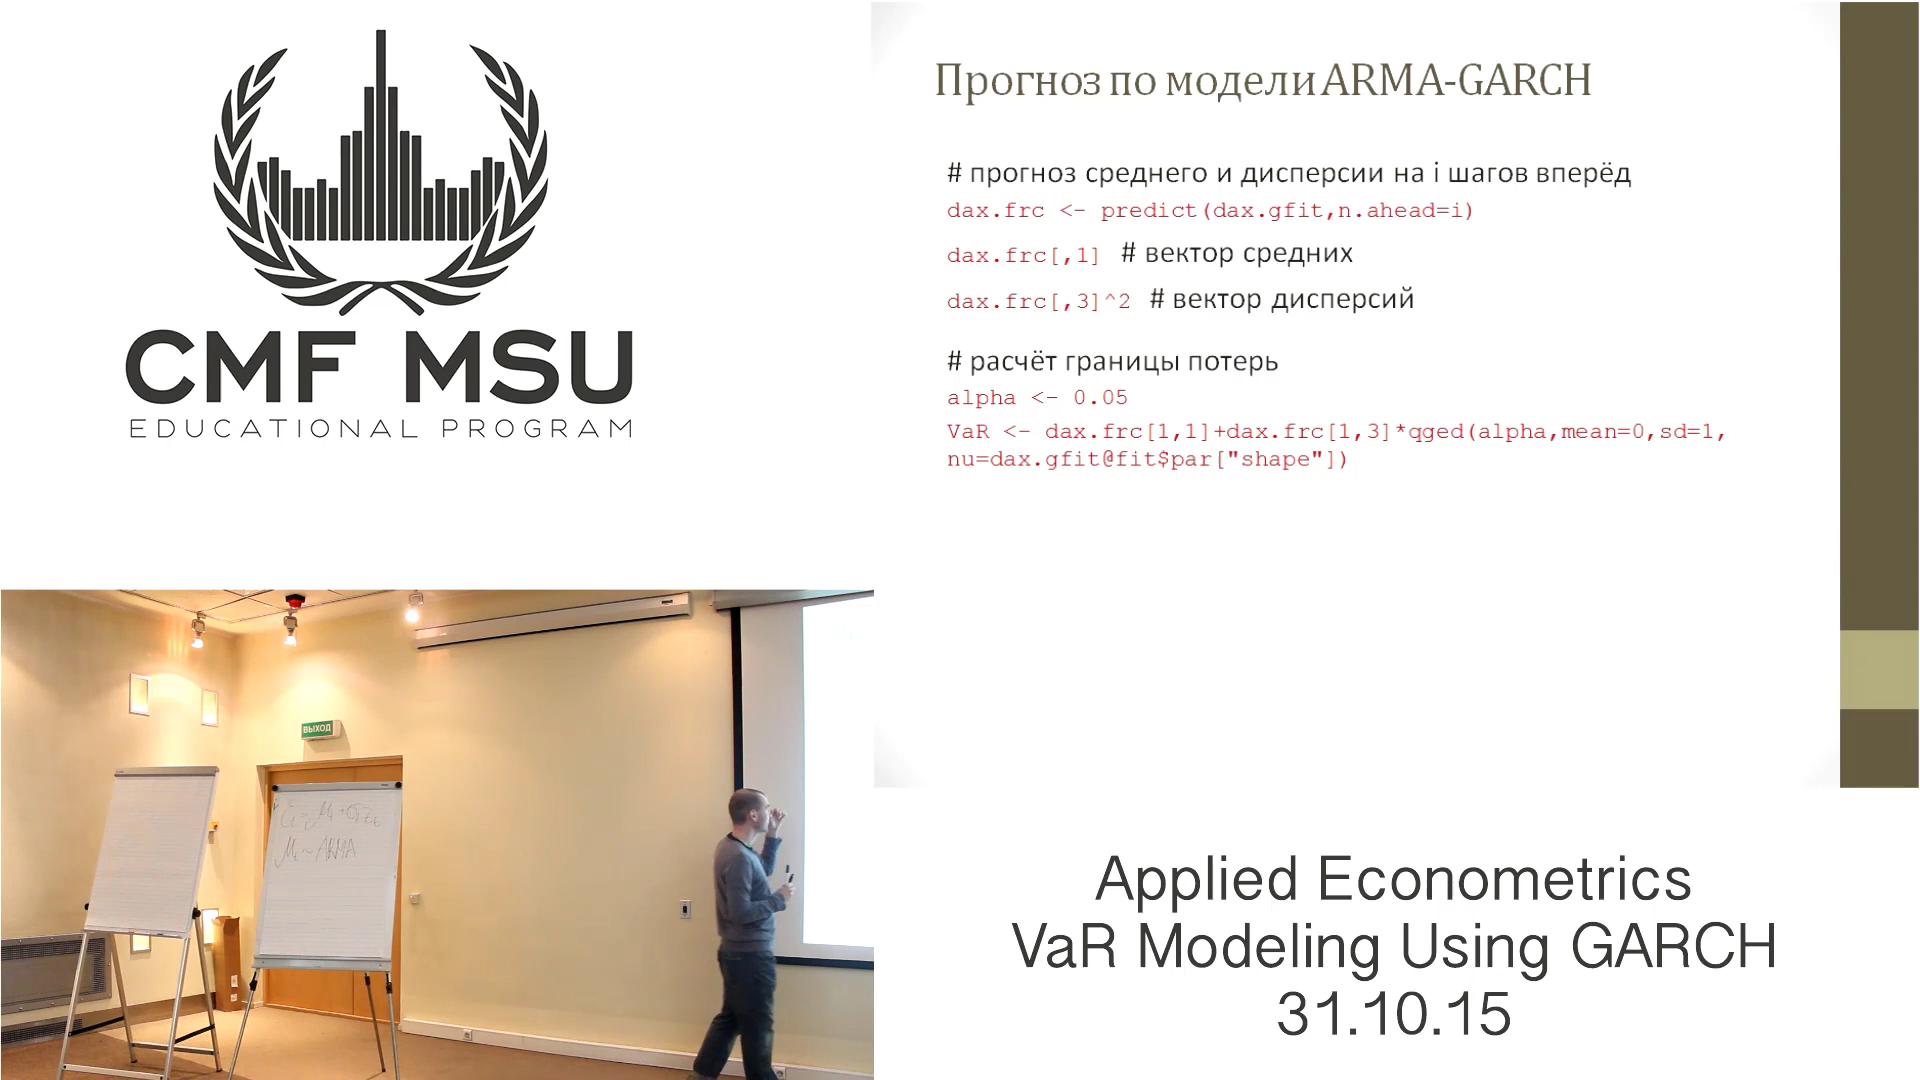 CMF MSU
EDUCATIONAL PROGRAM
Прогноз по модели ARMA-GARCH
# прогноз среднего и дисперсии на i шагов вперёд
dax.frc <- predict(dax.gfit,n.ahead=i)
dax.frc[,1] # вектор средних
dax.frc[,3]^2 # вектор дисперсий
# расчёт границы потерь
alpha <- 0.05
VaR <- dax.frc[1,1]+dax.frc[1,3]*qged(alpha,mean=0,sd=1,
nu=dax.gfit@fit$par["shape"])
ВЫХОД
ARMA
Applied Econometrics
VaR Modeling Using GARCH
31.10.15